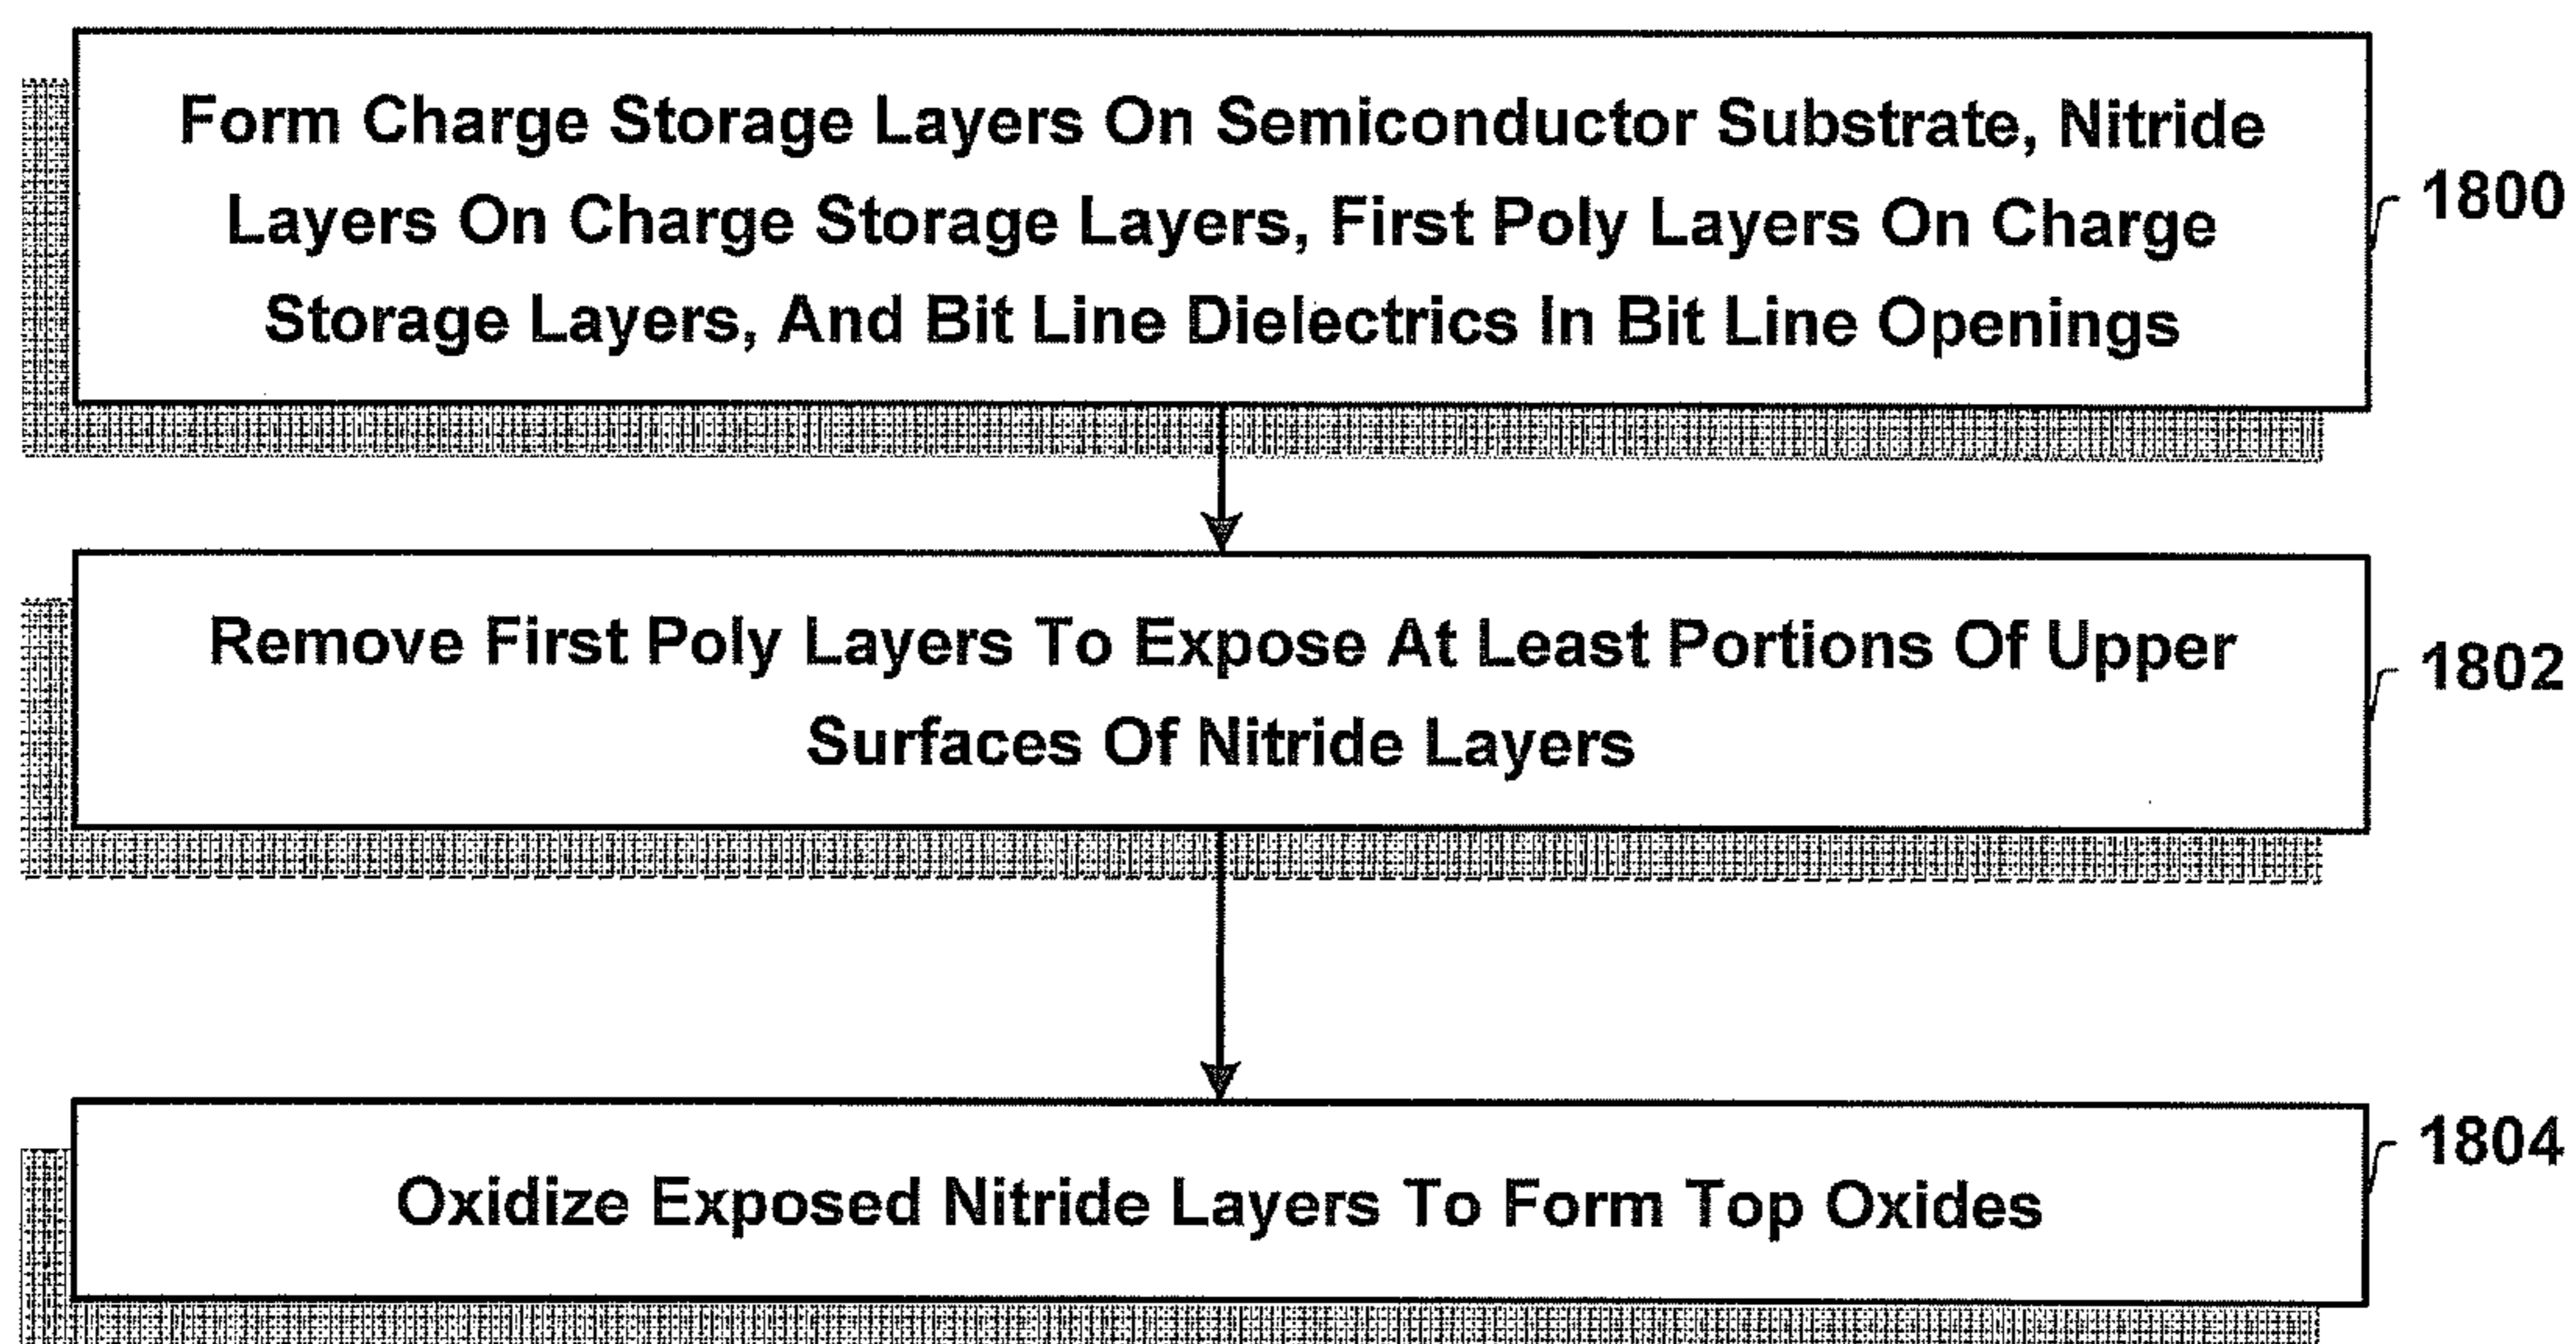 Form Charge Storage Layers On Semiconductor Substrate, Nitride
Layers On Charge Storage Layers, First Poly Layers On Charge
Storage Layers, And Bit Line Dielectrics In Bit Line Openings
1800
Remove First Poly Layers To Expose At Least Portions Of Upper
Surfaces Of Nitride Layers
1802
Oxidize Exposed Nitride Layers To Form Top Oxides
1804